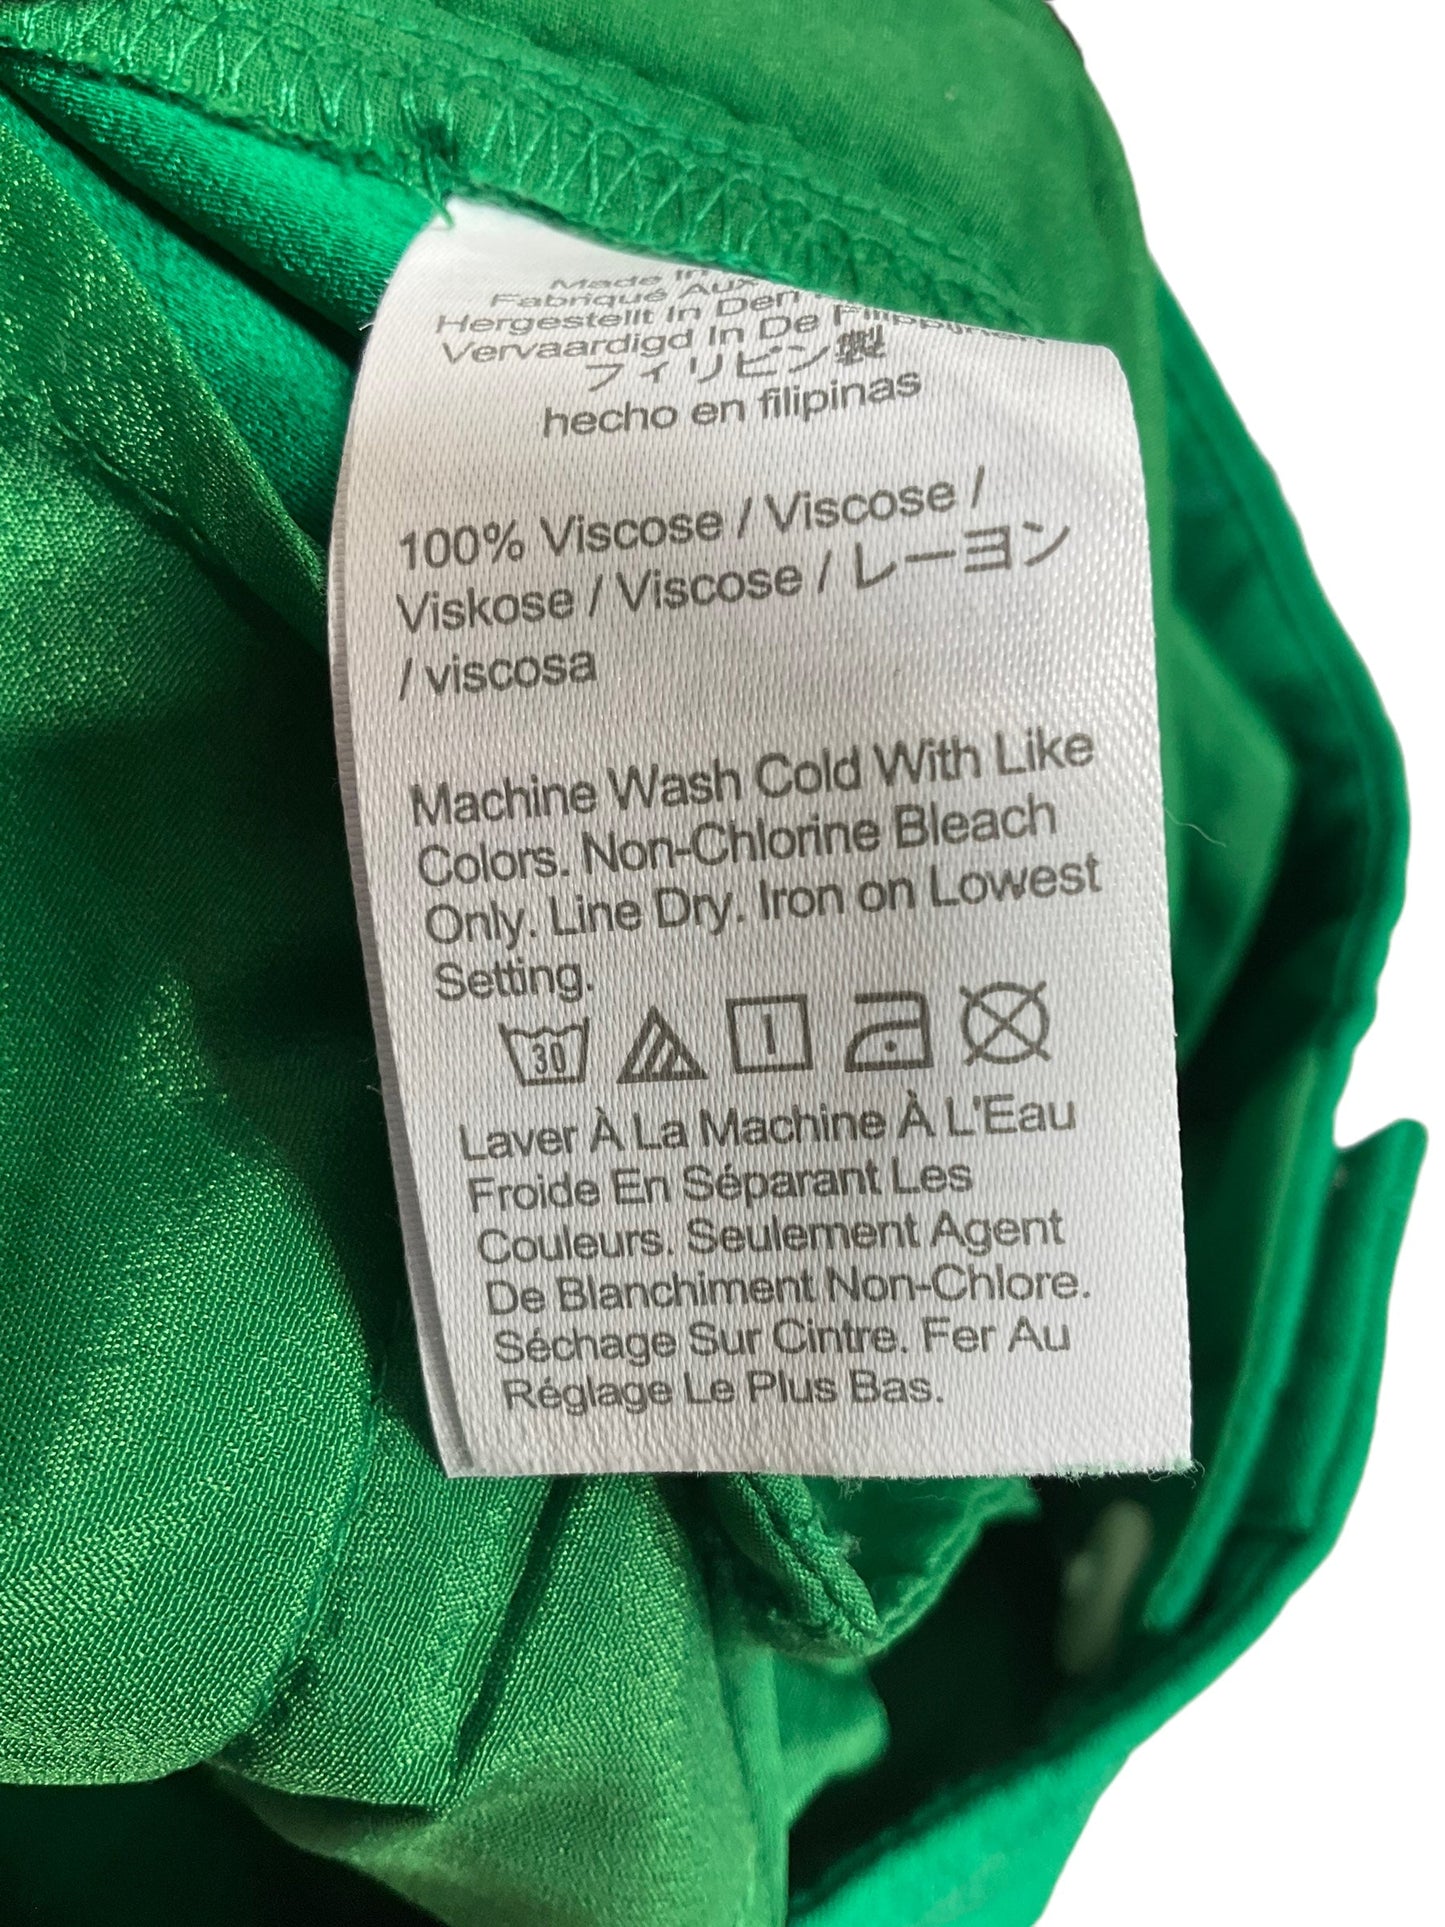 Made In
Fabriqué Aux
Hergestellt In Den
Vervaardigd In De Filippijnen
フィリピン製
hecho en filipinas
100% Viscose / Viscose /
Viskose / Viscose / レーヨン
/ viscosa
Machine Wash Cold With Like
Colors. Non-Chlorine Bleach
Only. Line Dry. Iron on Lowest
Setting.
30
Laver À La Machine À L'Eau
Froide En Séparant Les
Couleurs. Seulement Agent
De Blanchiment Non-Chlore.
Séchage Sur Cintre. Fer Au
Réglage Le Plus Bas.